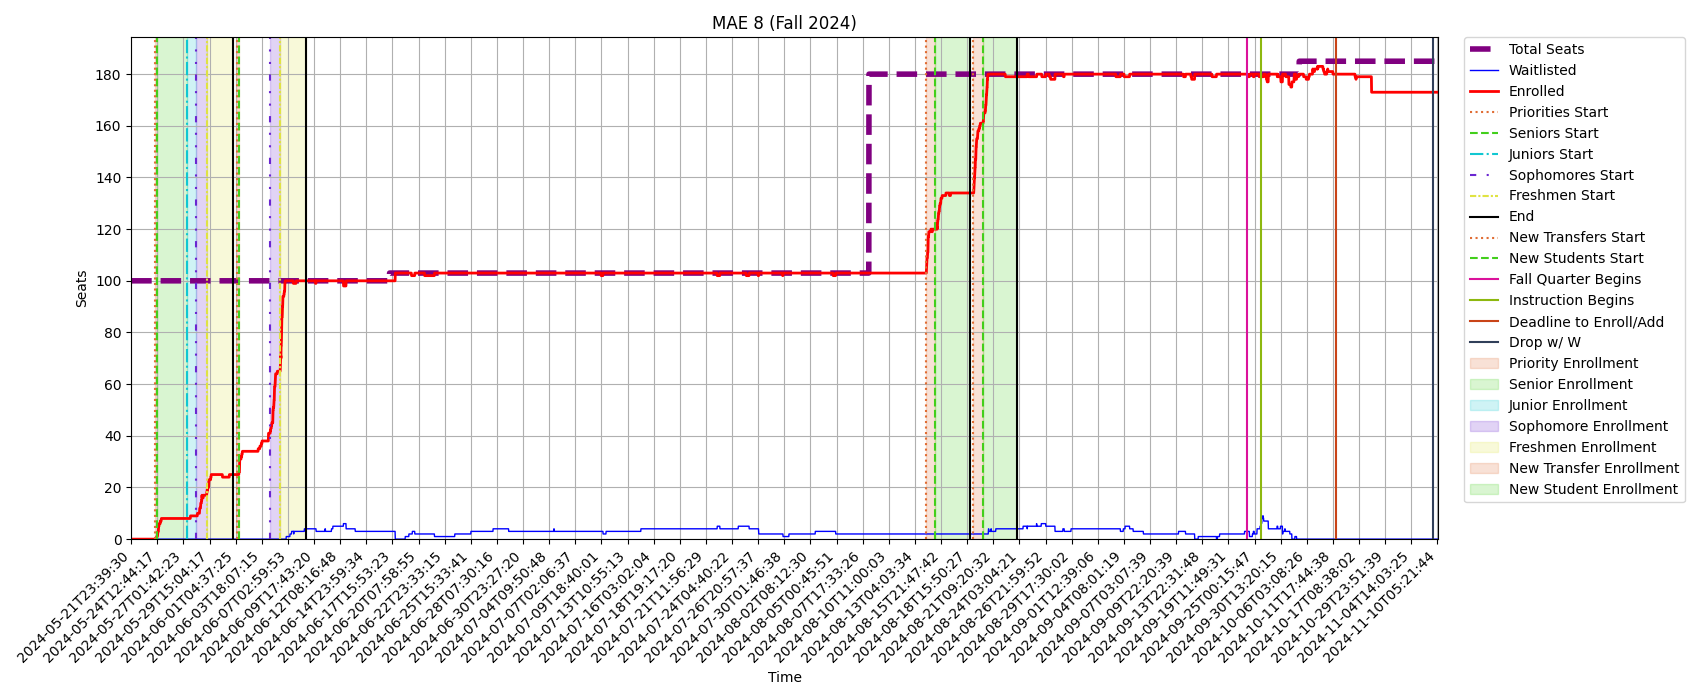 MAE 8 (Fall 2024)
Seats
180
160
140
120
100
80
60
40
20
0
2024-05-21T23:39:30
2024-05-24T12:44:17
2024-05-27T01:42:23
2024-05-29T15:04:17
2024-06-01T04:37:25
2024-06-03T18:07:15
2024-06-07T02:59:53
2024-06-09T17:43:20
2024-06-12T08:16:48
2024-06-14T23:59:34
2024-06-17T15:53:23
2024-06-20T07:58:55
2024-06-22T23:33:15
2024-06-25T15:33:41
2024-06-28T07:30:16
2024-06-30T23:27:20
2024-07-04T09:50:48
2024-07-07T02:06:37
2024-07-09T18:40:01
2024-07-13T10:55:13
2024-07-16T03:02:04
2024-07-18T19:17:20
2024-07-21T11:56:29
2024-07-24T04:40:22
2024-07-26T20:57:37
2024-07-30T01:46:38
2024-08-02T08:12:30
2024-08-05T00:45:51
2024-08-07T17:33:26
2024-08-10T11:00:03
2024-08-13T04:03:34
2024-08-15T21:47:42
2024-08-18T15:50:27
2024-08-21T09:20:32
2024-08-24T03:04:21
2024-08-26T21:59:52
2024-08-29T17:30:02
2024-09-01T12:39:06
2024-09-04T08:01:19
2024-09-07T03:07:39
2024-09-09T22:20:39
2024-09-13T22:31:48
2024-09-19T11:49:31
2024-09-25T00:15:47
2024-09-30T13:20:15
2024-10-06T03:08:26
2024-10-11T17:44:38
2024-10-17T08:38:02
2024-10-29T23:51:39
2024-11-04T14:03:25
2024-11-10T05:21:44
Time
Total Seats
Waitlisted
Enrolled
Priorities Start
Seniors Start
Juniors Start
Sophomores Start
Freshmen Start
End
New Transfers Start
New Students Start
Fall Quarter Begins
Instruction Begins
Deadline to Enroll/Add
Drop w/ W
Priority Enrollment
Senior Enrollment
Junior Enrollment
Sophomore Enrollment
Freshmen Enrollment
New Transfer Enrollment
New Student Enrollment